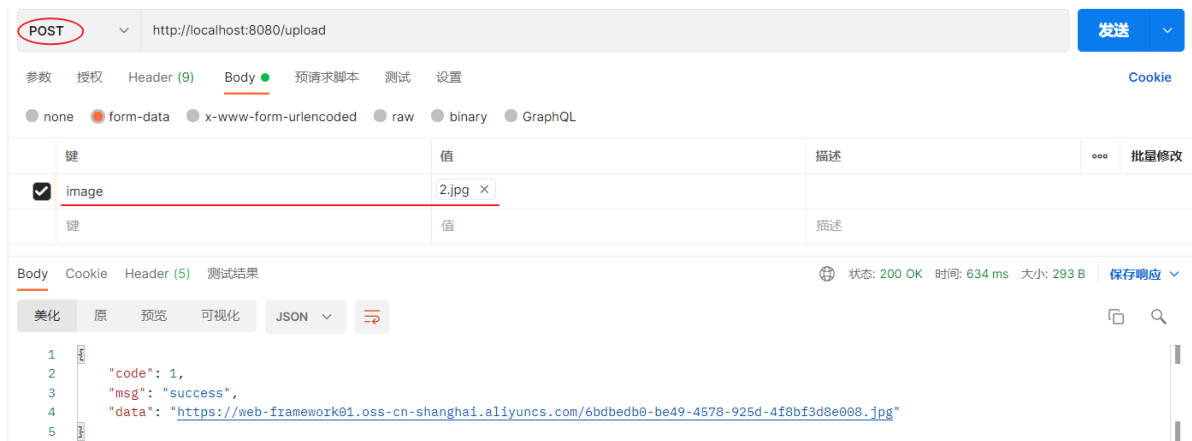 POST http://localhost:8080/upload 发送
参数 授权 Header (9) Body 预请求脚本 测试 设置 Cookie
none form-data x-www-form-urlencoded raw binary GraphQL
键 值 描述 ooo 批量修改
image 2.jpg ×
键 值 描述
Body Cookie Header (5) 测试结果 状态: 200 OK 时间: 634 ms 大小: 293 B 保存响应
美化 原 预览 可视化 JSON
1 {
2 "code": 1,
3 "msg": "success",
4 "data": "https://web-framework01.oss-cn-shanghai.aliyuncs.com/6bdbedb0-be49-4578-925d-4f8bf3d8e008.jpg"
5 }